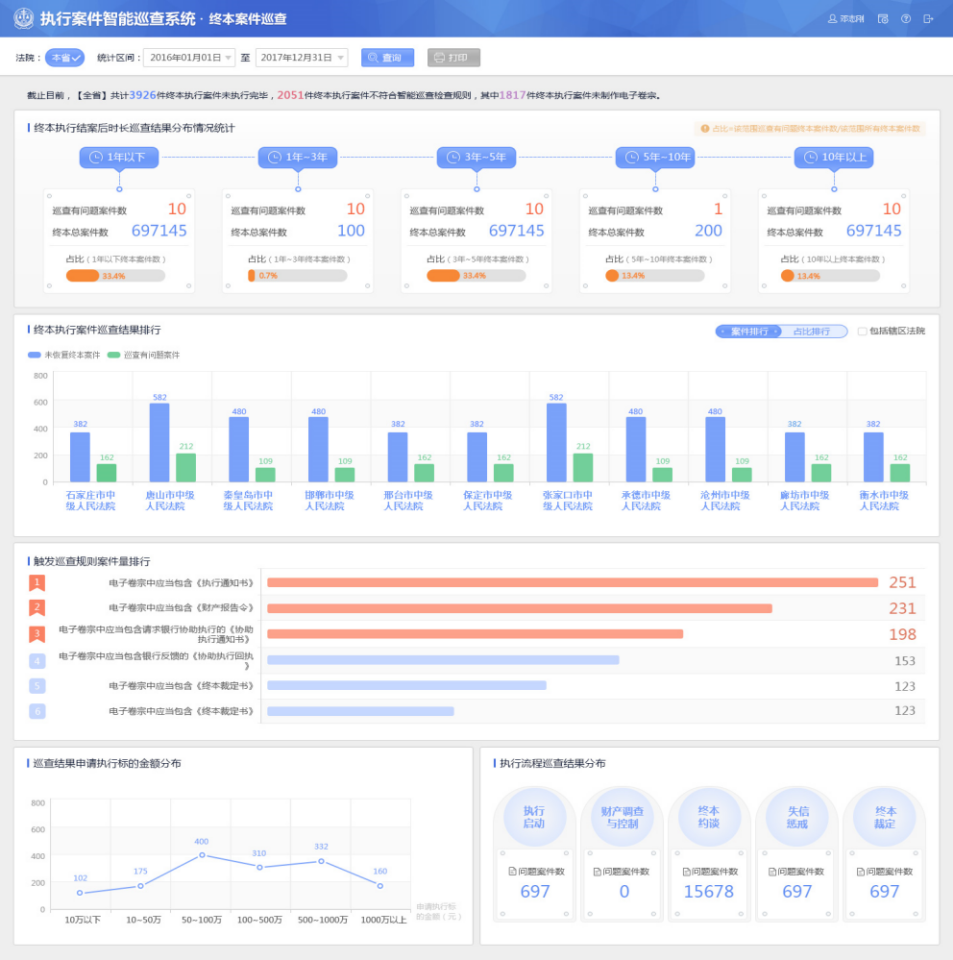 执行案件智能巡查系统 · 终本案件巡查
邓志刚
法院： 本省 统计区间： 2016年01月01日 至 2017年12月31日 查询 打印
截止目前，【全省】共计3926件终本执行案件未执行完毕，2051件终本执行案件不符合智能巡查检查规则，其中1817件终本执行案件未制作电子卷宗。
终本执行结案后时长巡查结果分布情况统计
占比=该范围巡查有问题终本案件数/该范围所有终本案件数
1年以下 1年~3年 3年~5年 5年~10年 10年以上
巡查有问题案件数 10 巡查有问题案件数 10 巡查有问题案件数 10 巡查有问题案件数 1 巡查有问题案件数 10
终本总案件数 697145 终本总案件数 100 终本总案件数 697145 终本总案件数 200 终本总案件数 697145
占比（1年以下终本案件数） 占比（1年~3年终本案件数） 占比（3年~5年终本案件数） 占比（5年~10年终本案件数） 占比（10年以上终本案件数）
33.4% 0.7% 33.4% 13.4% 13.4%
终本执行案件巡查结果排行
案件排行 占比排行 包括辖区法院
未恢复终本案件 巡查有问题案件
800
600
400
200
0
382 582 480 480 382 382 582 480 480 382 382
162 212 109 109 162 162 212 109 109 162 162
石家庄市中 唐山市中级 秦皇岛市中 邯郸市中级 邢台市中级 保定市中级 张家口市中 承德市中级 沧州市中级 廊坊市中级 衡水市中级
级人民法院 人民法院 级人民法院 人民法院 人民法院 人民法院 级人民法院 人民法院 人民法院 人民法院 人民法院
触发巡查规则案件量排行
1 电子卷宗中应当包含《执行通知书》 251
2 电子卷宗中应当包含《财产报告令》 231
3 电子卷宗中应当包含请求银行协助执行的《协助
执行通知书》 198
4 电子卷宗中应当包含银行反馈的《协助执行回执
》 153
5 电子卷宗中应当包含《终本裁定书》 123
6 电子卷宗中应当包含《终本裁定书》 123
巡查结果申请执行标的金额分布
800
600
400
200
0
102 175 400 310 332 160
10万以下 10~50万 50~100万 100~500万 500~1000万 1000万以上
申请执行标
的金额（元）
执行流程巡查结果分布
执行 财产调查 终本 失信 终本
启动 与控制 约谈 惩戒 裁定
问题案件数 问题案件数 问题案件数 问题案件数 问题案件数
697 0 15678 697 697